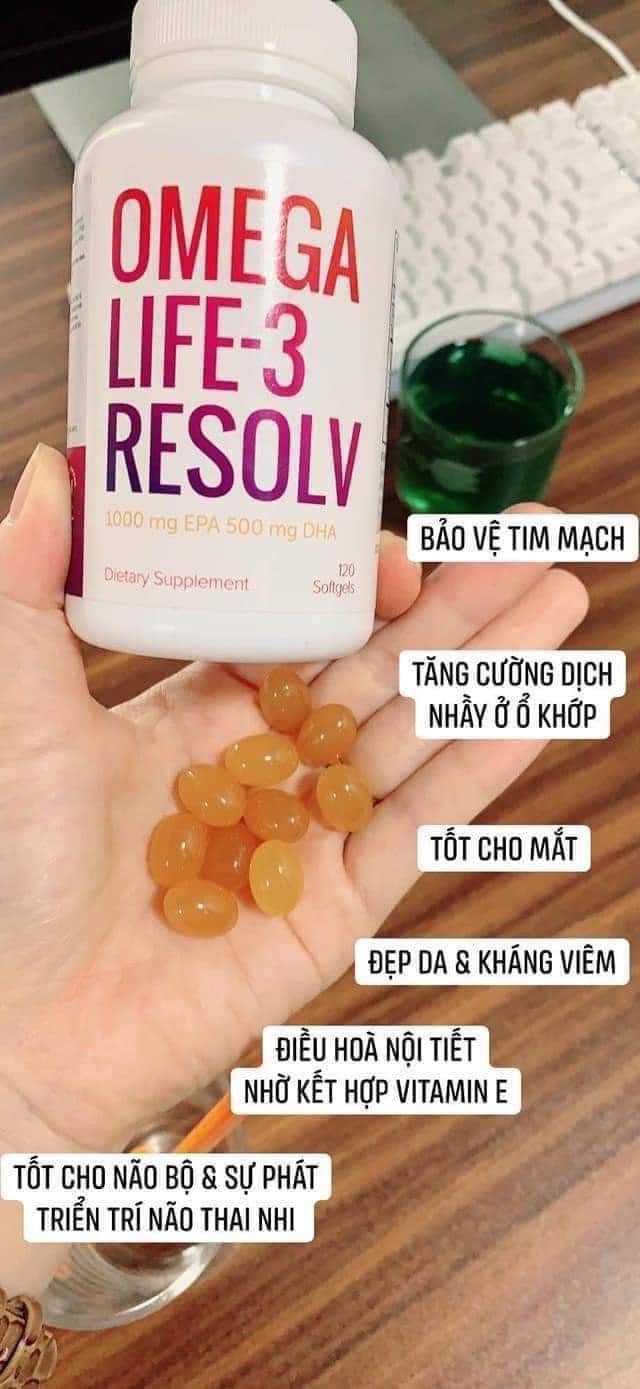 OMEGA
LIFE-3
RESOLV
1000 mg EPA 500 mg DHA
Dietary Supplement
120
Softgels
BẢO VỆ TIM MẠCH
TĂNG CƯỜNG DỊCH
NHẦY Ở Ổ KHỚP
TỐT CHO MẮT
ĐẸP DA & KHÁNG VIÊM
ĐIỀU HOÀ NỘI TIẾT
NHỜ KẾT HỢP VITAMIN E
TỐT CHO NÃO BỘ & SỰ PHÁT
TRIỂN TRÍ NÃO THAI NHI